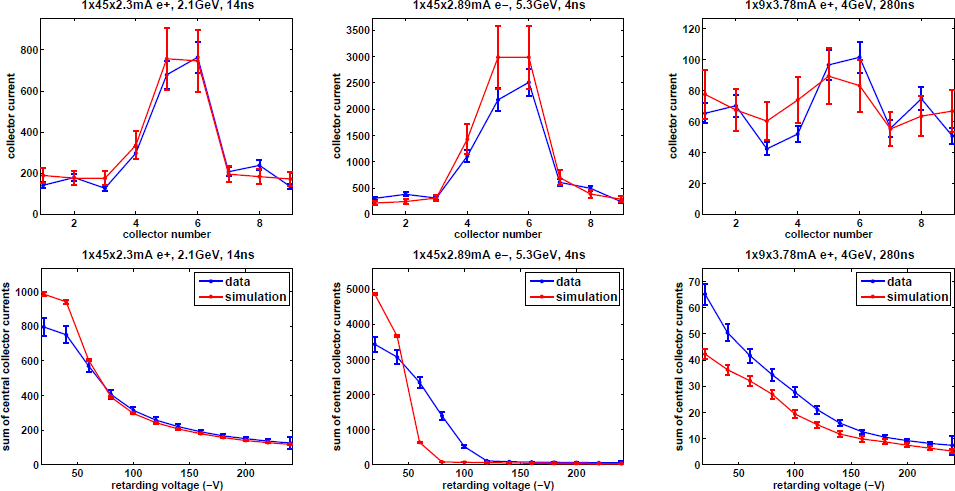 1x45x2.3mA e+, 2.1GeV, 14ns
collector current
800
600
400
200
0
2 4 6 8
collector number
1x45x2.89mA e−, 5.3GeV, 4ns
collector current
3500
3000
2500
2000
1500
1000
500
0
2 4 6 8
collector number
1x9x3.78mA e+, 4GeV, 280ns
collector current
120
100
80
60
40
20
0
2 4 6 8
collector number
1x45x2.3mA e+, 2.1GeV, 14ns
sum of central collector currents
1000
800
600
400
200
0
50 100 150 200
retarding voltage (−V)
data
simulation
1x45x2.89mA e−, 5.3GeV, 4ns
sum of central collector currents
5000
4000
3000
2000
1000
0
50 100 150 200
retarding voltage (−V)
data
simulation
1x9x3.78mA e+, 4GeV, 280ns
sum of central collector currents
70
60
50
40
30
20
10
0
50 100 150 200
retarding voltage (−V)
data
simulation